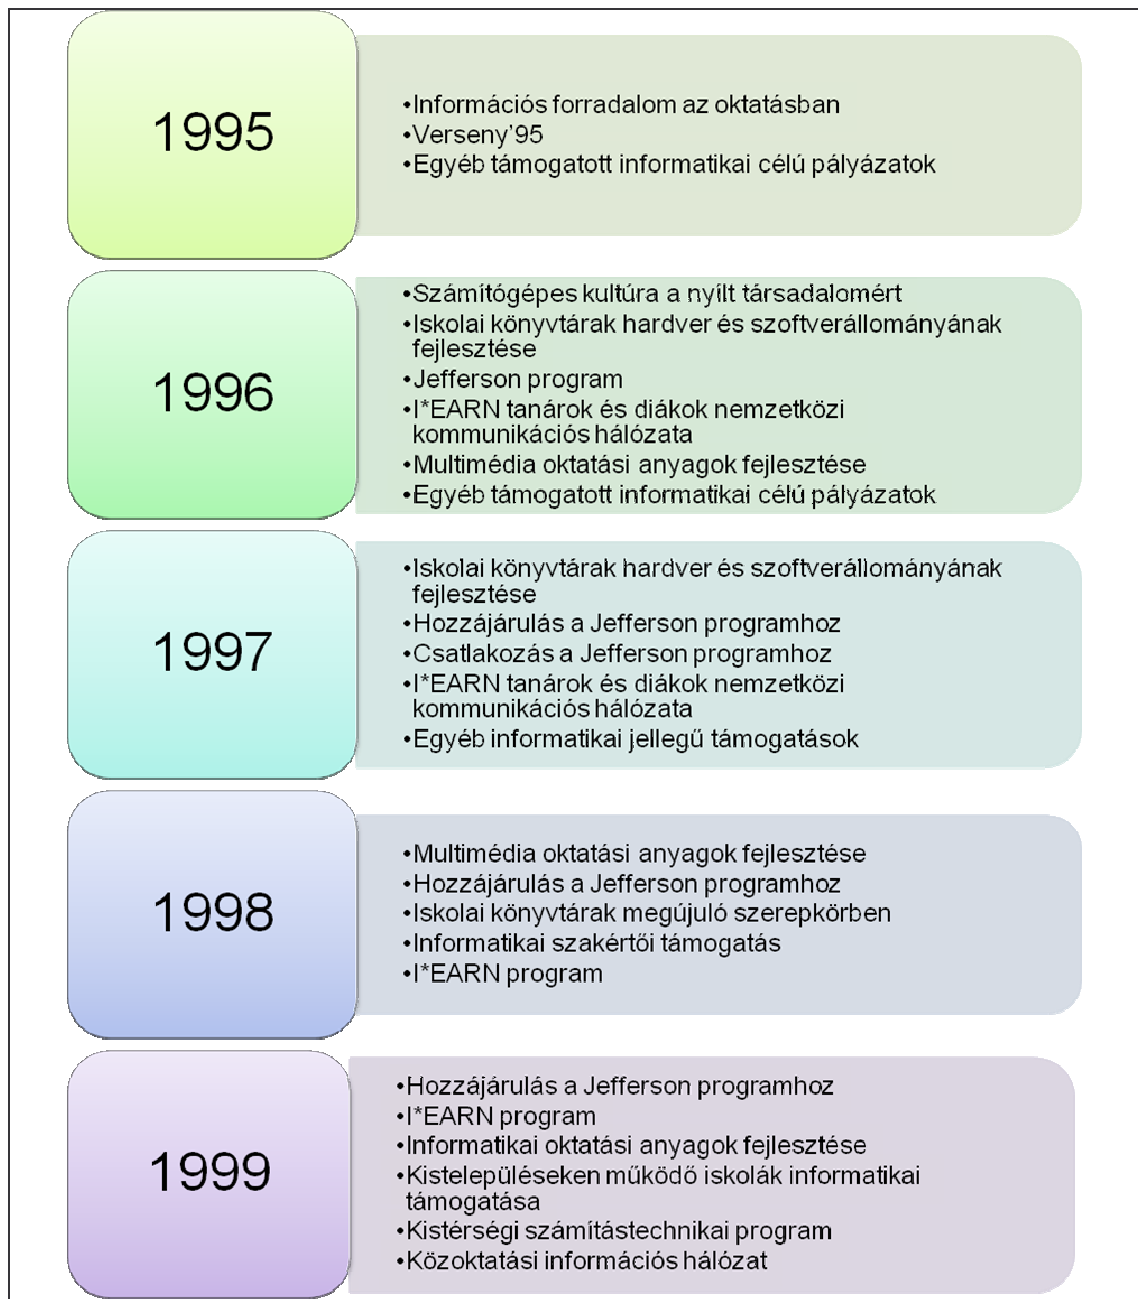 1995
•Információs forradalom az oktatásban
•Verseny'95
•Egyéb támogatott informatikai célú pályázatok
1996
•Számítógépes kultúra a nyílt társadalomért
•Iskolai könyvtárak hardver és szoftverállományának
fejlesztése
•Jefferson program
•I*EARN tanárok és diákok nemzetközi
kommunikációs hálózata
•Multimédia oktatási anyagok fejlesztése
•Egyéb támogatott informatikai célú pályázatok
1997
•Iskolai könyvtárak hardver és szoftverállományának
fejlesztése
•Hozzájárulás a Jefferson programhoz
•Csatlakozás a Jefferson programhoz
•I*EARN tanárok és diákok nemzetközi
kommunikációs hálózata
•Egyéb informatikai jellegű támogatások
1998
•Multimédia oktatási anyagok fejlesztése
•Hozzájárulás a Jefferson programhoz
•Iskolai könyvtárak megújuló szerepkörben
•Informatikai szakértői támogatás
•I*EARN program
1999
•Hozzájárulás a Jefferson programhoz
•I*EARN program
•Informatikai oktatási anyagok fejlesztése
•Kistelepüléseken működő iskolák informatikai
támogatása
•Kistérségi számítástechnikai program
•Közoktatási információs hálózat